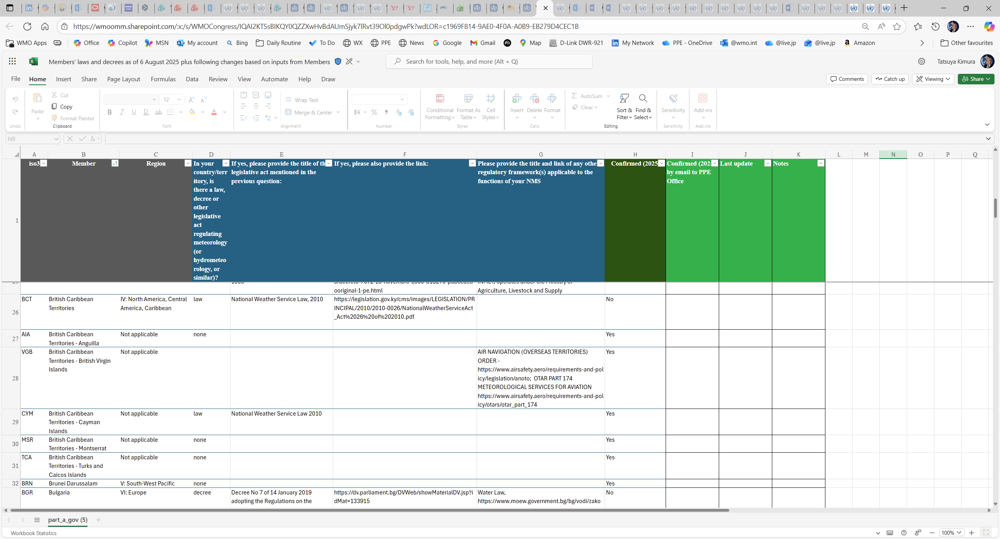 https://wmoomm.sharepoint.com/:x:/s/WMOCongress/IQAI2KTSsBIKQY0QZZXwHvBdAUmSjyk7lRvt39Ol0pdgwPk?wdLOR=c1969F814-9AE0-4F0A-A0B9-EB279D4CEC1B
WMO Apps Office Copilot MSN My account Bing Daily Routine To Do WX PPE News Google Gmail Map D-Link DWR-921 My Network PPE - OneDrive @wmo.int @live.jp @live.jp Amazon Other favourites
Members' laws and decrees as of 6 August 2025 plus following changes based on inputs from Members
Search for tools, help, and more (Alt + Q)
Tatsuya Kimura
File Home Insert Share Page Layout Formulas Data Review View Automate Help Draw
Comments Catch up Viewing Share
Cut
Copy
Format Painter
Paste
12
Wrap Text
Merge & Center
Conditional Formatting
Format As Table
Cell Styles
Insert Delete Format
AutoSum
Clear
Sort & Filter
Find & Select
Sensitivity
Add-ins
Undo Clipboard Font Alignment Number Styles Cells Editing Sensitivity Add-ins
N9
A B C D E F G H I J K L M N O P Q
1
iso3
Member
Region
In your
country/terr
itory, is
there a law,
decree or
other
legislative
act
regulating
meteorology
(or
hydrometeo
rology, or
similar)?
If yes, please provide the title of th
legislative act mentioned in the
previous question:
If yes, please also provide the link:
Please provide the title and link of any othe
regulatory framework(s) applicable to the
functions of your NMS
Confirmed (2025
Confirmed (202
by email to PPE
Office
Last update
Notes
ooriginal-1-pe.html
Agriculture, Livestock and Supply
26
BCT
British Caribbean
Territories
IV: North America, Central
America, Caribbean
law
National Weather Service Law, 2010
https://legislation.gov.ky/cms/images/LEGISLATION/PR
INCIPAL/2010/2010-0026/NationalWeatherServiceAct
_Act%2026%20of%202010.pdf
No
27
AIA
British Caribbean
Territories - Anguilla
Not applicable
none
Yes
28
VGB
British Caribbean
Territories - British Virgin
Islands
Not applicable
AIR NAVIGATION (OVERSEAS TERRITORIES)
ORDER -
https://www.airsafety.aero/requirements-and-pol
icy/legislation/anoto; OTAR PART 174
METEOROLOGICAL SERVICES FOR AVIATION
https://www.airsafety.aero/requirements-and-pol
icy/otars/otar_part_174
Yes
29
CYM
British Caribbean
Territories - Cayman
Islands
Not applicable
law
National Weather Service Law 2010
Yes
30
MSR
British Caribbean
Territories - Montserrat
Not applicable
none
Yes
31
TCA
British Caribbean
Territories - Turks and
Caicos Islands
Not applicable
none
Yes
32
BRN
Brunei Darussalam
V: South-West Pacific
none
Yes
BGR
Bulgaria
VI: Europe
decree
Decree No 7 of 14 January 2019
adopting the Regulations on the
https://dv.parliament.bg/DVWeb/showMaterialDV.jsp?i
dMat=133915
Water Law,
https://www.moew.government.bg/bg/vodi/zako
No
part_a_gov (5)
Workbook Statistics
100%